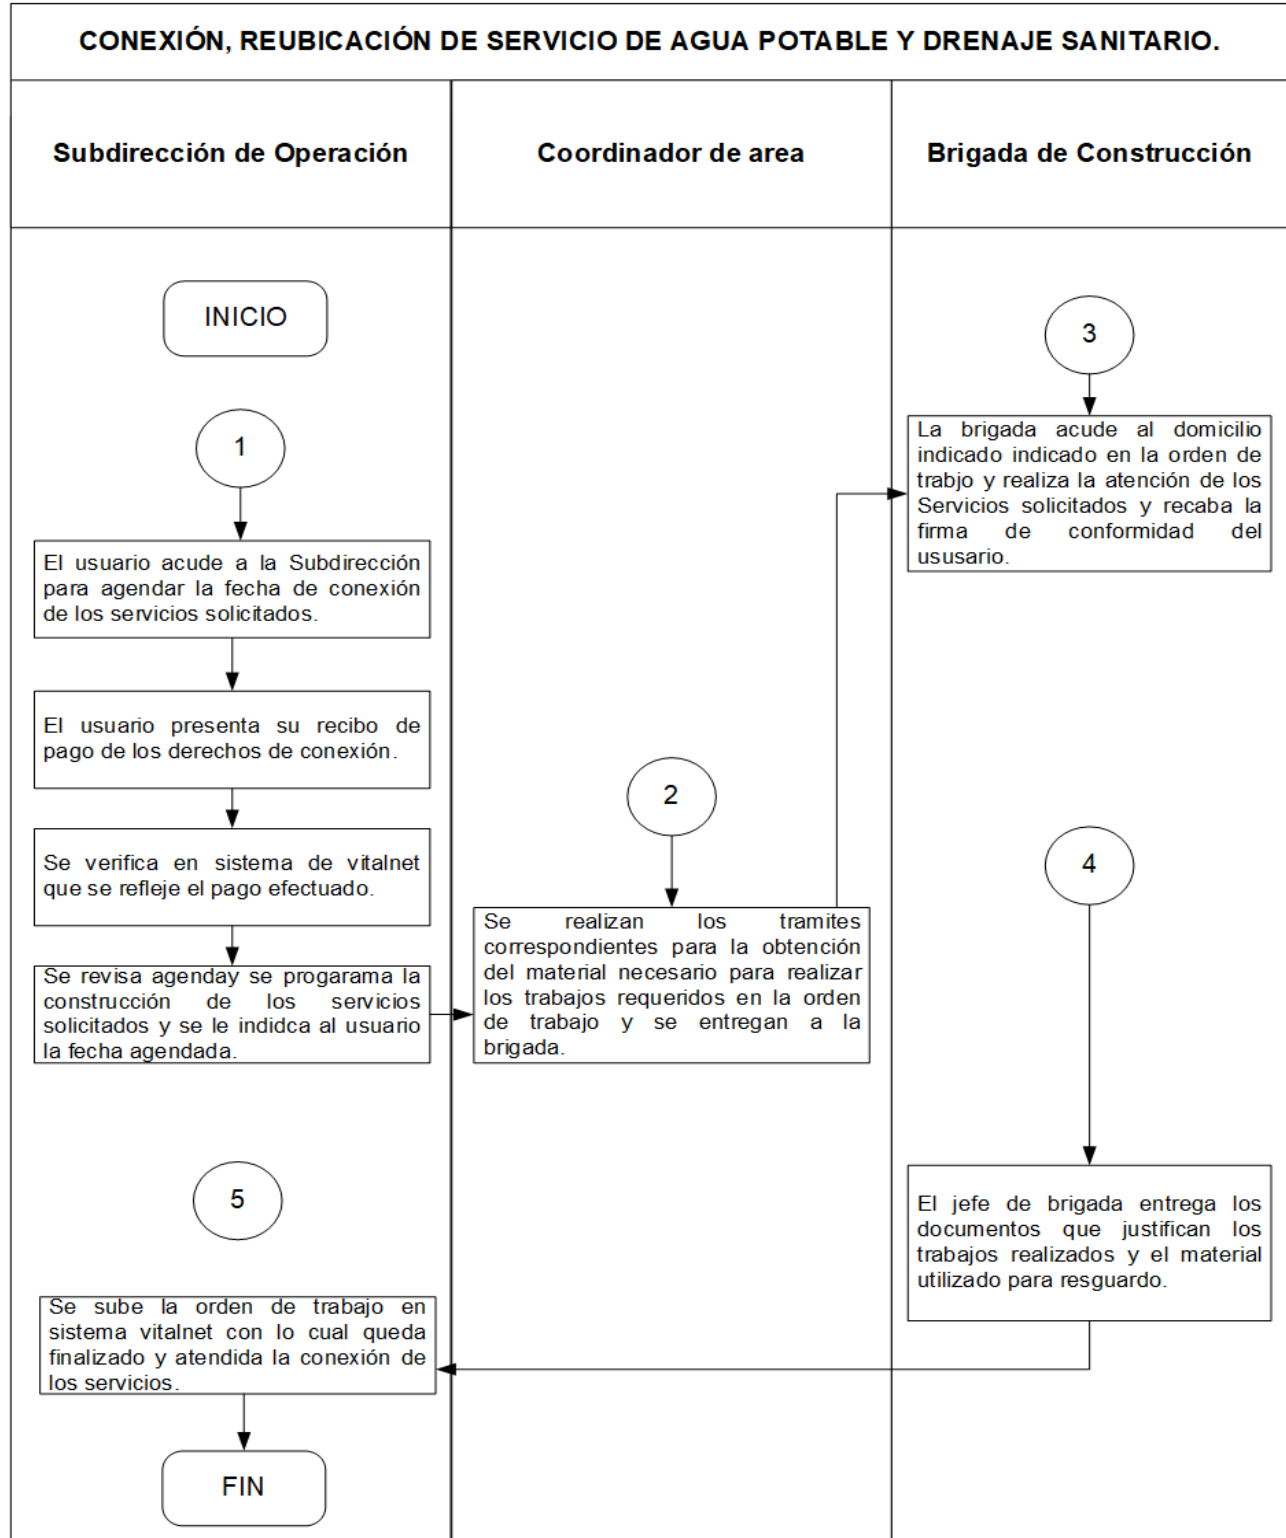 CONEXIÓN, REUBICACIÓN DE SERVICIO DE AGUA POTABLE Y DRENAJE SANITARIO.
Subdirección de Operación
Coordinador de area
Brigada de Construcción
INICIO
1
El usuario acude a la Subdirección
para agendar la fecha de conexión
de los servicios solicitados.
El usuario presenta su recibo de
pago de los derechos de conexión.
Se verifica en sistema de vitalnet
que se refleje el pago efectuado.
Se revisa agenday se progarama la
construcción de los servicios
solicitados y se le indidca al usuario
la fecha agendada.
2
Se realizan los tramites
correspondientes para la obtención
del material necesario para realizar
los trabajos requeridos en la orden
de trabajo y se entregan a la
brigada.
3
La brigada acude al domicilio
indicado indicado en la orden de
trabjo y realiza la atención de los
Servicios solicitados y recaba la
firma de conformidad del
ususario.
4
El jefe de brigada entrega los
documentos que justifican los
trabajos realizados y el material
utilizado para resguardo.
5
Se sube la orden de trabajo en
sistema vitalnet con lo cual queda
finalizado y atendida la conexión de
los servicios.
FIN